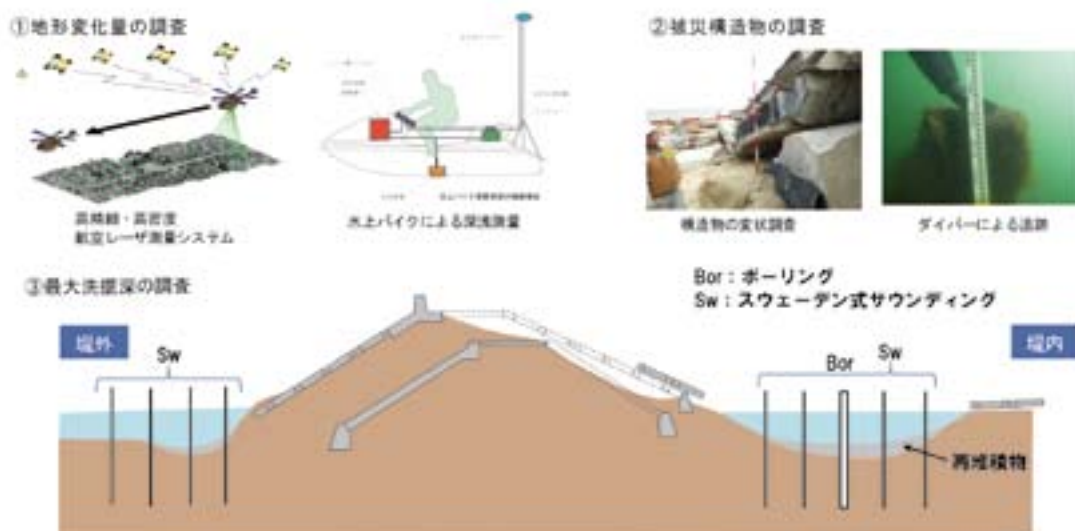 ①地形変化量の調査
②被災構造物の調査
高精細・高密度
航空レーザ測量システム
水上バイクによる深浅測量
構造物の変状調査
ダイバーによる追跡
③最大洗掘深の調査
Bor：ボーリング
Sw：スウェーデン式サウンディング
堤外
Sw
堤内
Bor
Sw
再堆積物